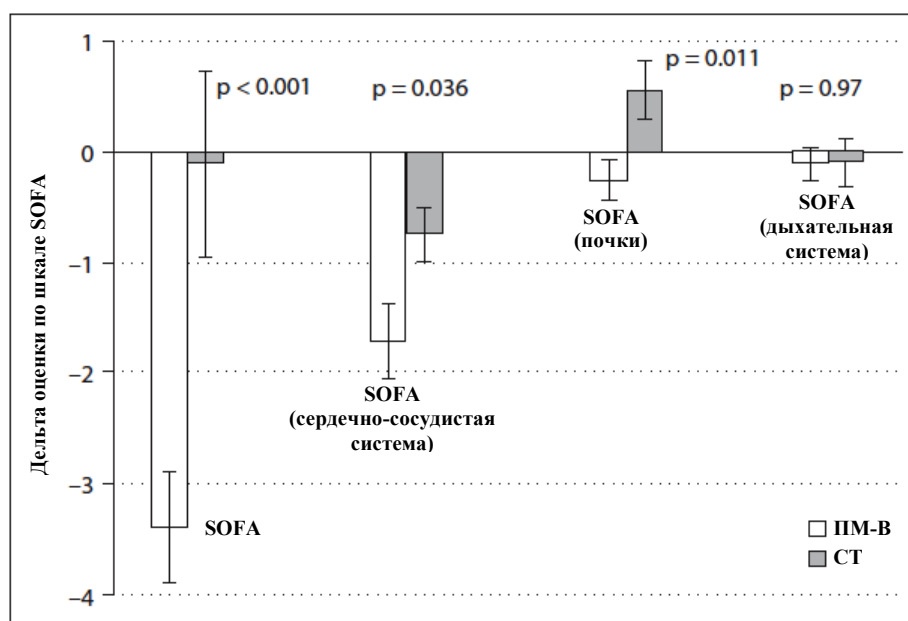 1
p < 0.001
p = 0.036
p = 0.011
p = 0.97
0
SOFA
(почки)
SOFA
(дыхательная
система)
−1
−2
SOFA
(сердечно-сосудистая
система)
−3
SOFA
ПМ-В
СТ
−4
Дельта оценки по шкале SOFA